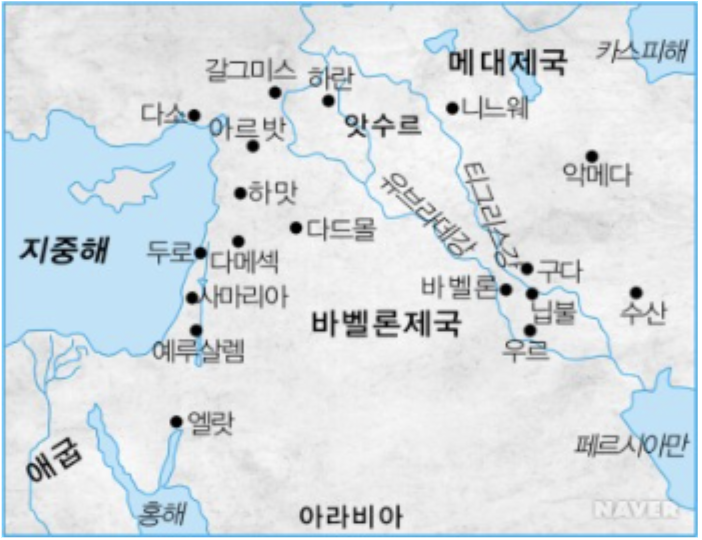 카스피해
메대제국
갈그미스
하란
니느웨
다소
아르밧
앗수르
악메다
하맛
유브라데강
티그리스강
다드몰
지중해
두로
다메섹
구다
바벨론
사마리아
닙불
수산
바벨론제국
예루살렘
우르
엘랏
애굽
페르시아만
홍해
아라비아
NAVER